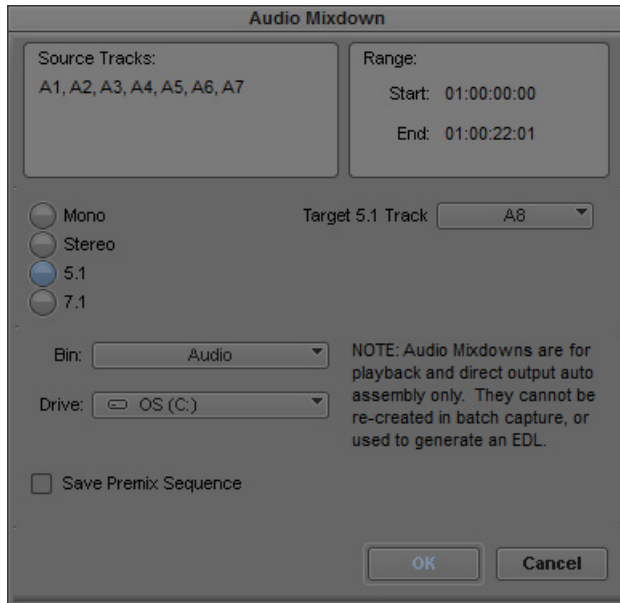 Audio Mixdown
Source Tracks:
A1, A2, A3, A4, A5, A6, A7
Range:
Start: 01:00:00:00
End: 01:00:22:01
Mono
Stereo
5.1
7.1
Target 5.1 Track A8
Bin: Audio
Drive: OS (C:)
NOTE: Audio Mixdowns are for
playback and direct output auto
assembly only. They cannot be
re-created in batch capture, or
used to generate an EDL.
Save Premix Sequence
OK
Cancel